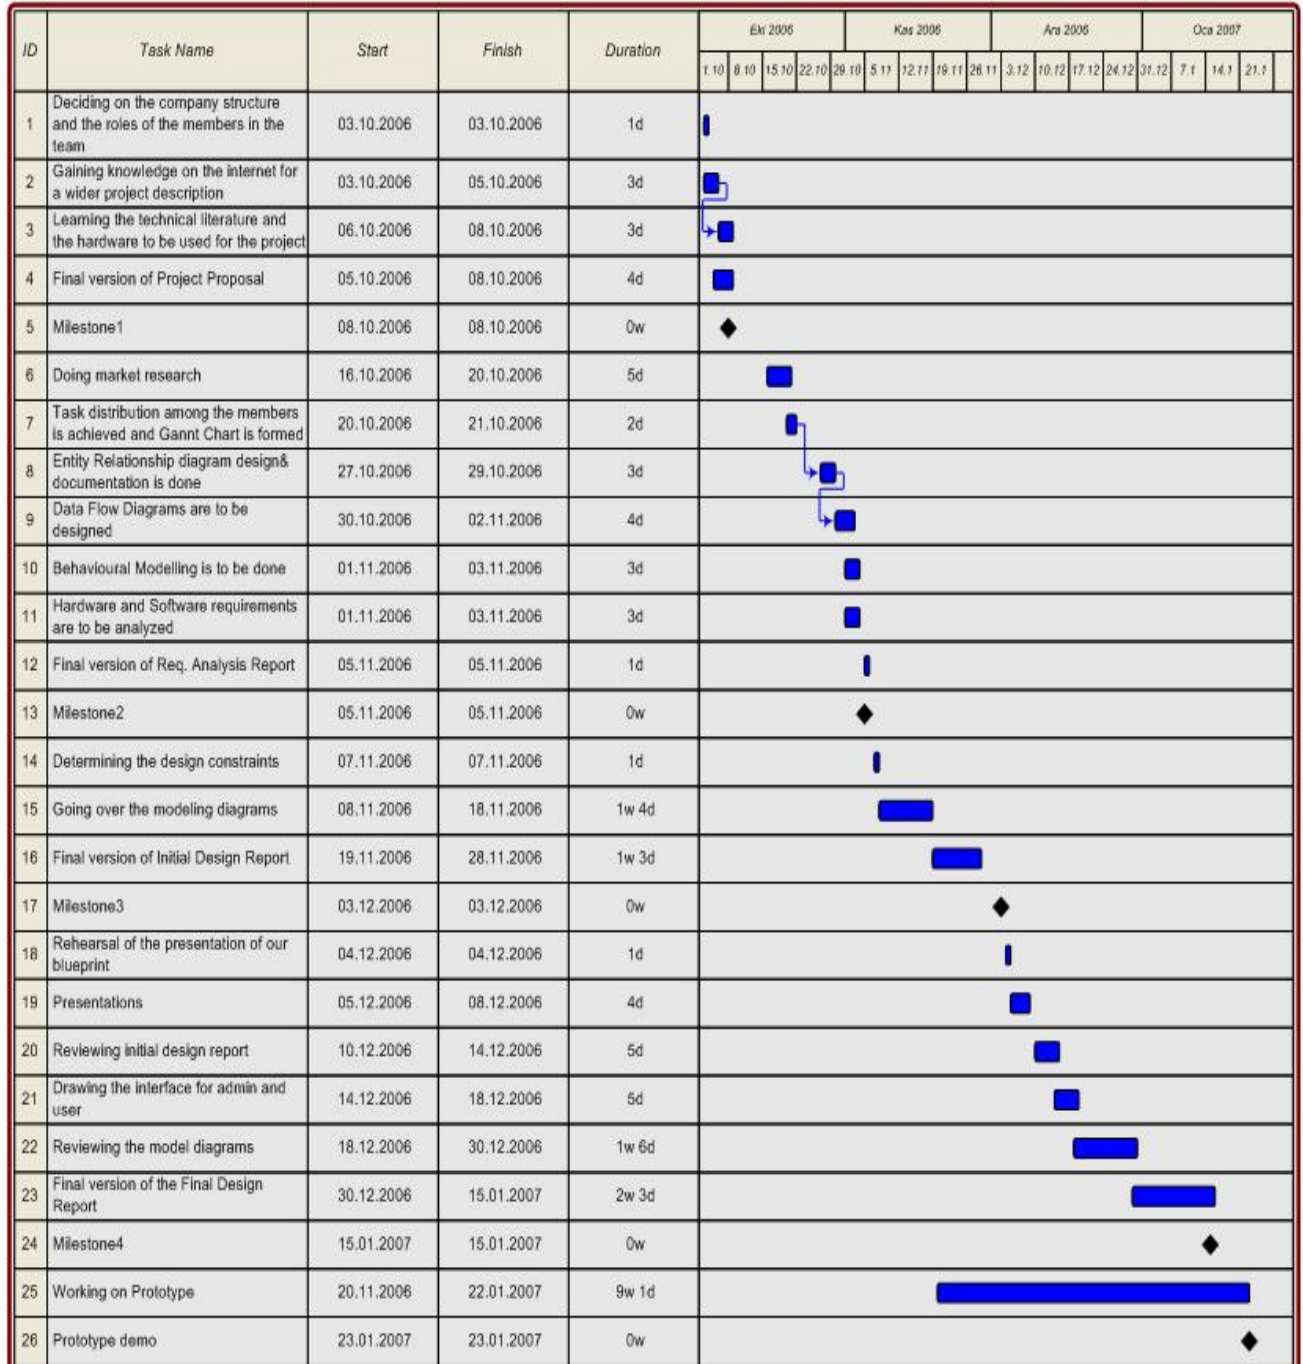 ID Task Name Start Finish Duration Eki 2006 Kas 2006 Ara 2006 Oca 2007
1.10 8.10 15.10 22.10 29.10 5.11 12.11 19.11 26.11 3.12 10.12 17.12 24.12 31.12 7.1 14.1 21.1
1 Deciding on the company structure
and the roles of the members in the
team 03.10.2006 03.10.2006 1d
2 Gaining knowledge on the internet for
a wider project description 03.10.2006 05.10.2006 3d
3 Learning the technical literature and
the hardware to be used for the project 06.10.2006 08.10.2006 3d
4 Final version of Project Proposal 05.10.2006 08.10.2006 4d
5 Milestone1 08.10.2006 08.10.2006 0w
6 Doing market research 16.10.2006 20.10.2006 5d
7 Task distribution among the members
is achieved and Gannt Chart is formed 20.10.2006 21.10.2006 2d
8 Entity Relationship diagram design&
documentation is done 27.10.2006 29.10.2006 3d
9 Data Flow Diagrams are to be
designed 30.10.2006 02.11.2006 4d
10 Behavioural Modelling is to be done 01.11.2006 03.11.2006 3d
11 Hardware and Software requirements
are to be analyzed 01.11.2006 03.11.2006 3d
12 Final version of Req. Analysis Report 05.11.2006 05.11.2006 1d
13 Milestone2 05.11.2006 05.11.2006 0w
14 Determining the design constraints 07.11.2006 07.11.2006 1d
15 Going over the modeling diagrams 08.11.2006 18.11.2006 1w 4d
16 Final version of Initial Design Report 19.11.2006 28.11.2006 1w 3d
17 Milestone3 03.12.2006 03.12.2006 0w
18 Rehearsal of the presentation of our
blueprint 04.12.2006 04.12.2006 1d
19 Presentations 05.12.2006 08.12.2006 4d
20 Reviewing initial design report 10.12.2006 14.12.2006 5d
21 Drawing the interface for admin and
user 14.12.2006 18.12.2006 5d
22 Reviewing the model diagrams 18.12.2006 30.12.2006 1w 6d
23 Final version of the Final Design
Report 30.12.2006 15.01.2007 2w 3d
24 Milestone4 15.01.2007 15.01.2007 0w
25 Working on Prototype 20.11.2006 22.01.2007 9w 1d
26 Prototype demo 23.01.2007 23.01.2007 0w